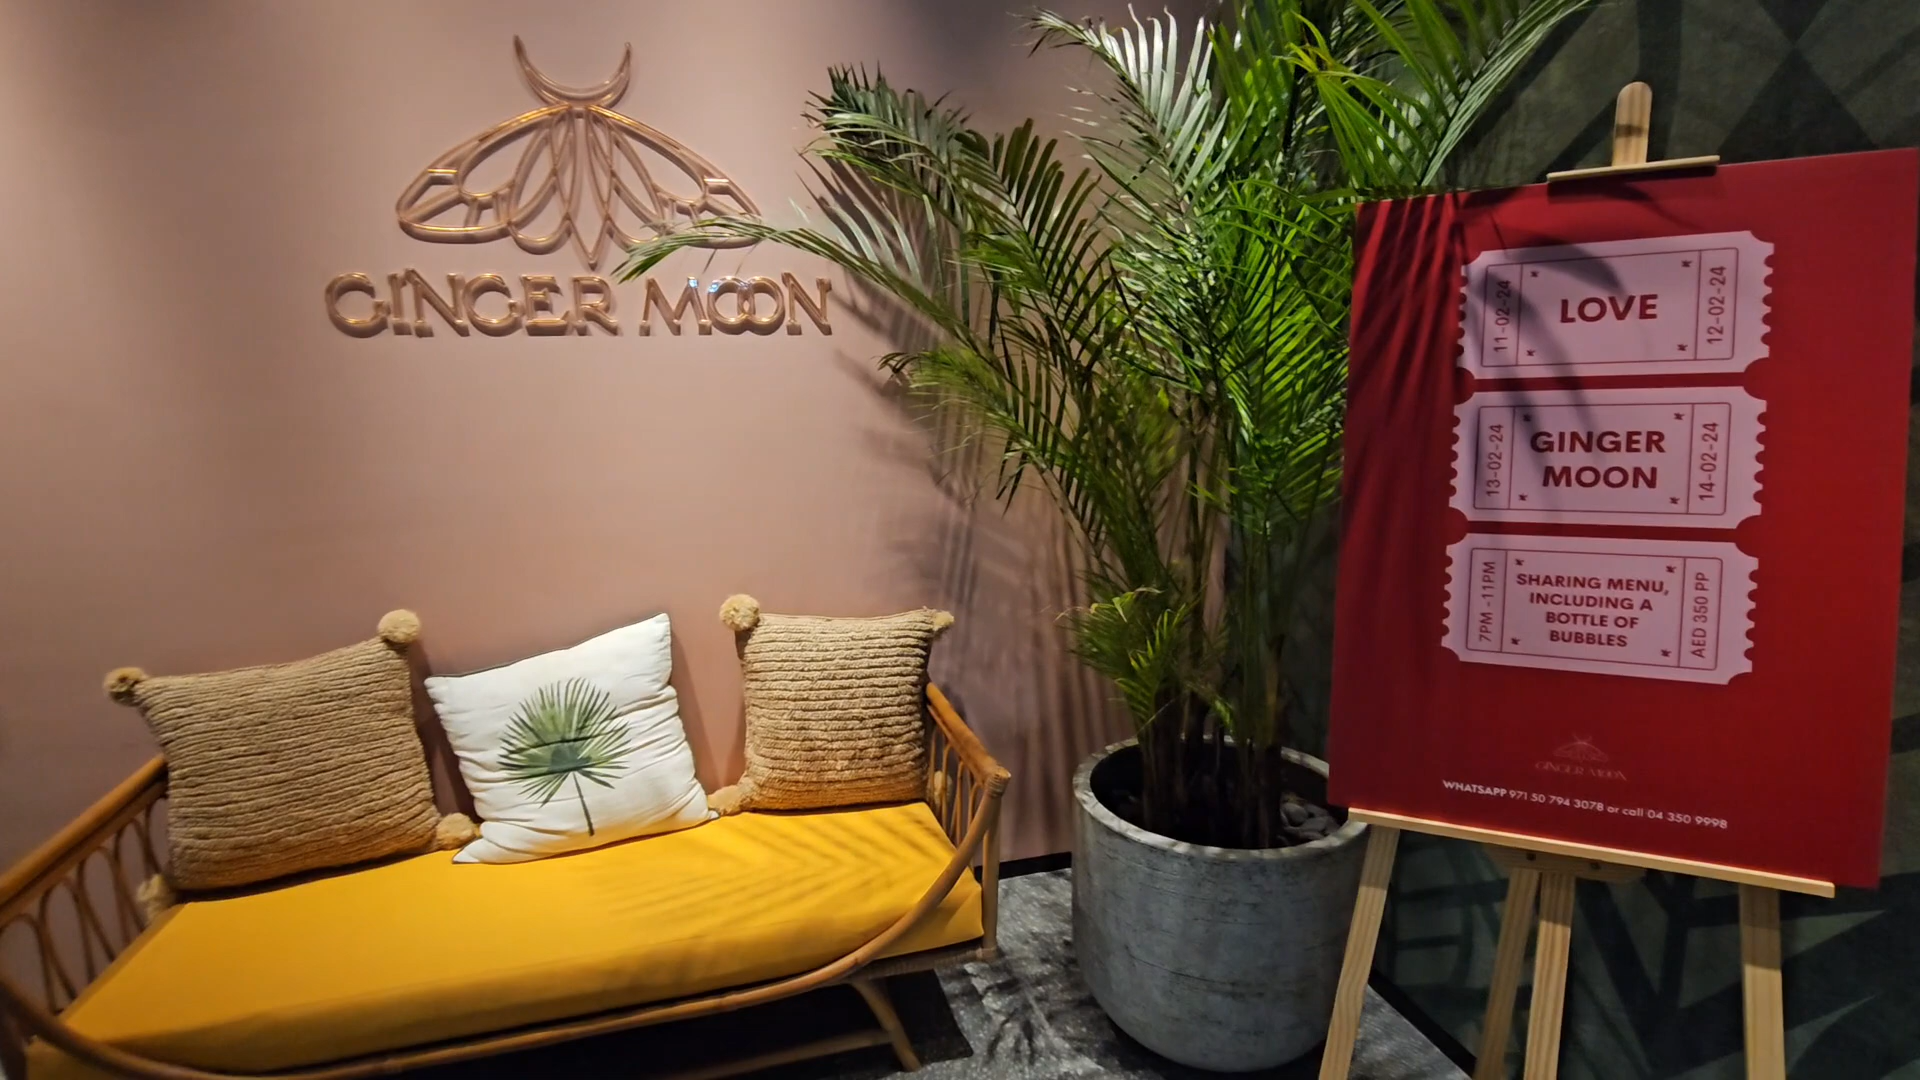 GINGER MOON
11-02-24
LOVE
12-02-24
13-02-24
GINGER
MOON
14-02-24
7PM -11PM
SHARING MENU,
INCLUDING A
BOTTLE OF
BUBBLES
AED 350 PP
GINGER MOON
WHATSAPP 971 50 794 3078 or call 04 350 9998